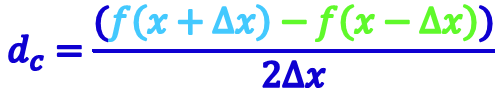 d_c = (f(x + Δx) − f(x − Δx)) / 2Δx